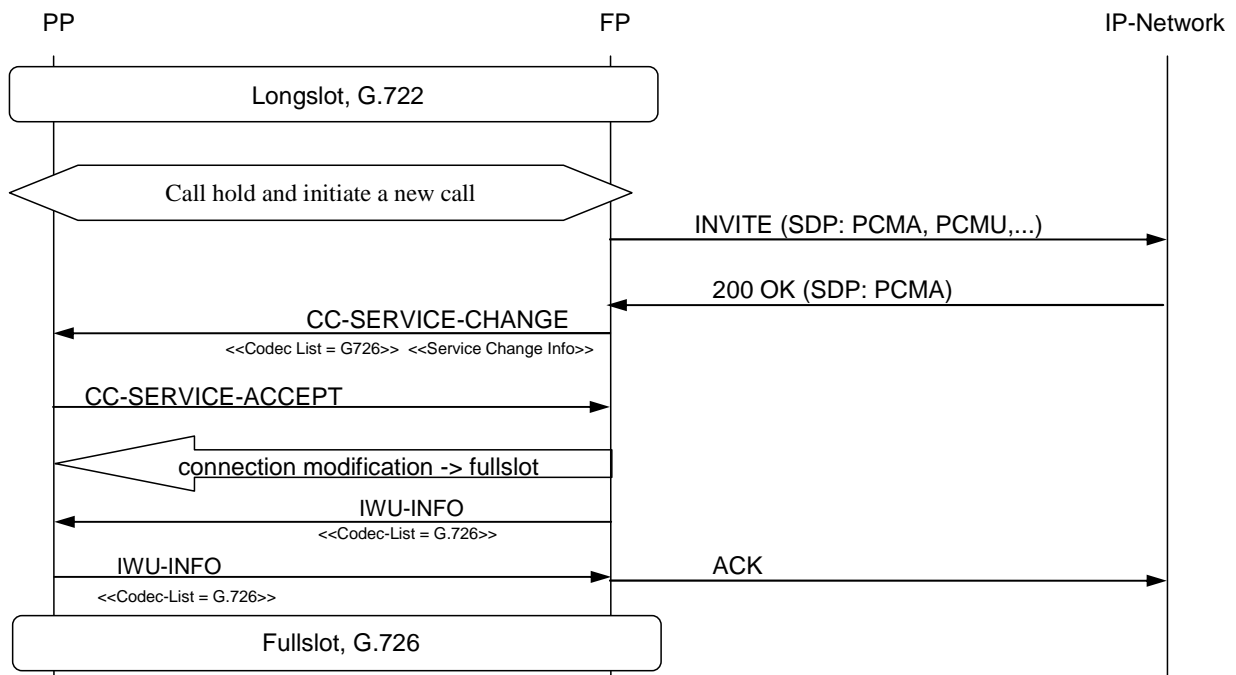 PP
FP
IP-Network
Longslot, G.722
Call hold and initiate a new call
INVITE (SDP: PCMA, PCMU,...)
200 OK (SDP: PCMA)
CC-SERVICE-CHANGE
<<Codec List = G726>> <<Service Change Info>>
CC-SERVICE-ACCEPT
connection modification -> fullslot
IWU-INFO
<<Codec-List = G.726>>
IWU-INFO
<<Codec-List = G.726>>
ACK
Fullslot, G.726